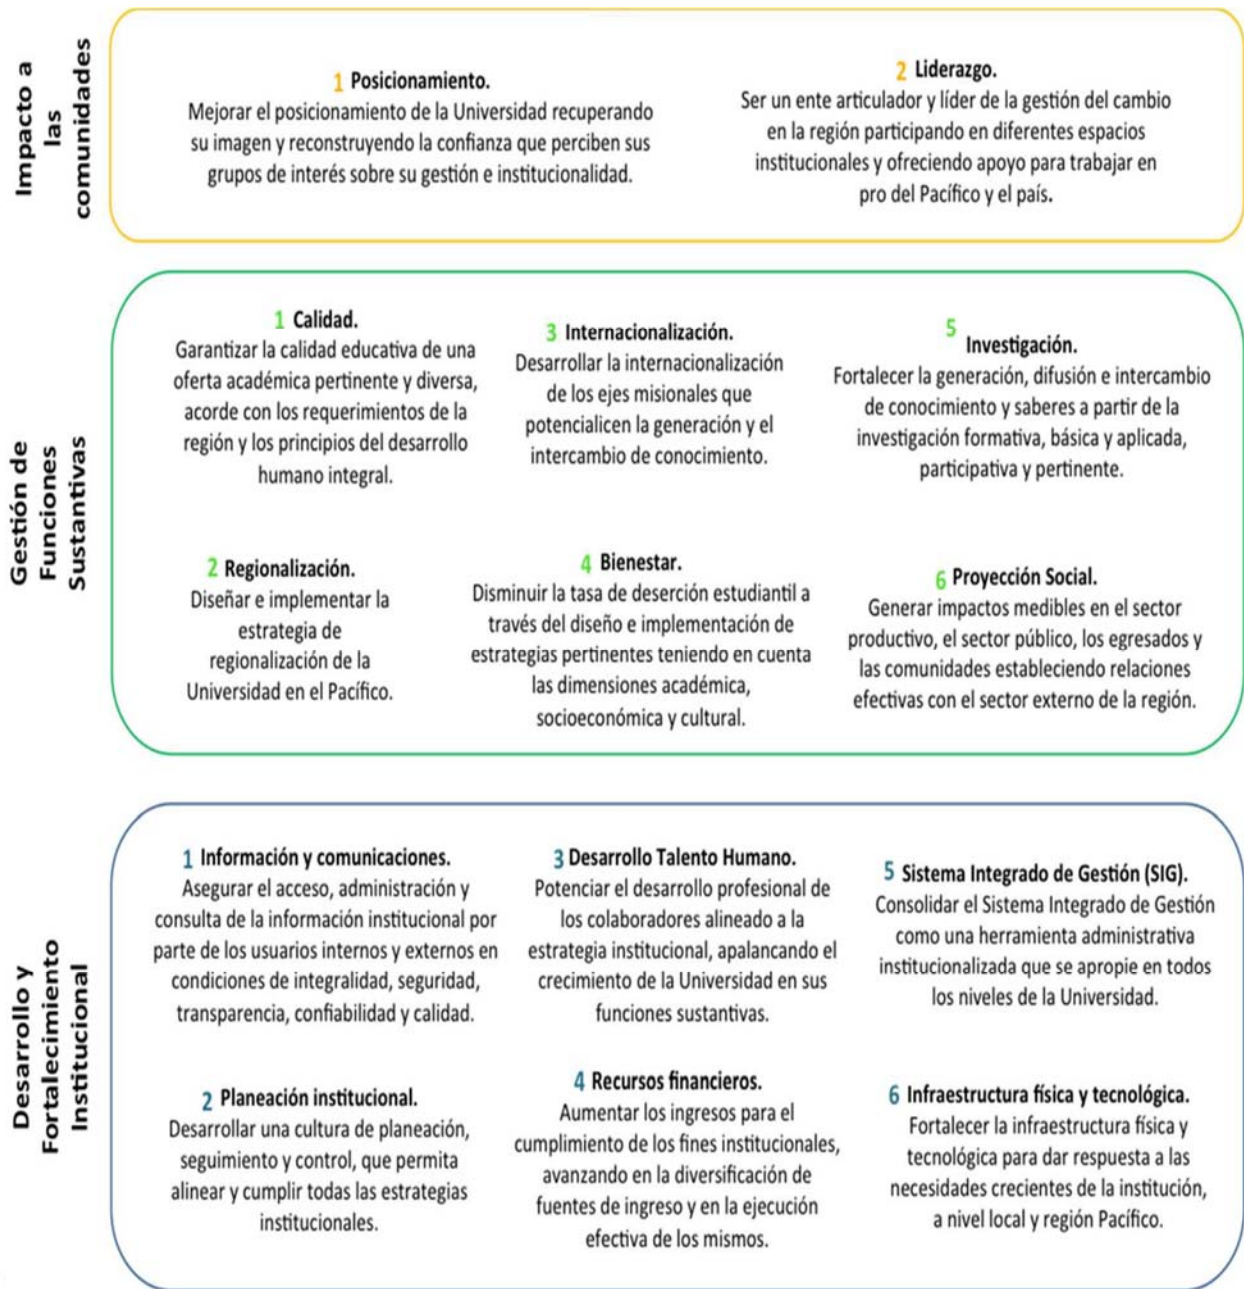 Impacto a
las
comunidades
1 Posicionamiento.
Mejorar el posicionamiento de la Universidad recuperando
su imagen y reconstruyendo la confianza que perciben sus
grupos de interés sobre su gestión e institucionalidad.
2 Liderazgo.
Ser un ente articulador y líder de la gestión del cambio
en la región participando en diferentes espacios
institucionales y ofreciendo apoyo para trabajar en
pro del Pacífico y el país.
Gestión de
Funciones
Sustantivas
1 Calidad.
Garantizar la calidad educativa de una
oferta académica pertinente y diversa,
acorde con los requerimientos de la
región y los principios del desarrollo
humano integral.
2 Regionalización.
Diseñar e implementar la
estrategia de
regionalización de la
Universidad en el Pacífico.
3 Internacionalización.
Desarrollar la internacionalización
de los ejes misionales que
potencialicen la generación y el
intercambio de conocimiento.
4 Bienestar.
Disminuir la tasa de deserción estudiantil a
través del diseño e implementación de
estrategias pertinentes teniendo en cuenta
las dimensiones académica,
socioeconómica y cultural.
5
Investigación.
Fortalecer la generación, difusión e intercambio
de conocimiento y saberes a partir de la
investigación formativa, básica y aplicada,
participativa y pertinente.
6 Proyección Social.
Generar impactos medibles en el sector
productivo, el sector público, los egresados y
las comunidades estableciendo relaciones
efectivas con el sector externo de la región.
Desarrollo y
Fortalecimiento
Institucional
1 Información y comunicaciones.
Asegurar el acceso, administración y
consulta de la información institucional por
parte de los usuarios internos y externos en
condiciones de integralidad, seguridad,
transparencia, confiabilidad y calidad.
2 Planeación institucional.
Desarrollar una cultura de planeación,
seguimiento y control, que permita
alinear y cumplir todas las estrategias
institucionales.
3 Desarrollo Talento Humano.
Potenciar el desarrollo profesional de
los colaboradores alineado a la
estrategia institucional, apalancando el
crecimiento de la Universidad en sus
funciones sustantivas.
4 Recursos financieros.
Aumentar los ingresos para el
cumplimiento de los fines institucionales,
avanzando en la diversificación de
fuentes de ingreso y en la ejecución
efectiva de los mismos.
5 Sistema Integrado de Gestión (SIG).
Consolidar el Sistema Integrado de Gestión
como una herramienta administrativa
institucionalizada que se apropie en todos
los niveles de la Universidad.
6 Infraestructura física y tecnológica.
Fortalecer la infraestructura física y
tecnológica para dar respuesta a las
necesidades crecientes de la institución,
a nivel local y región Pacífico.